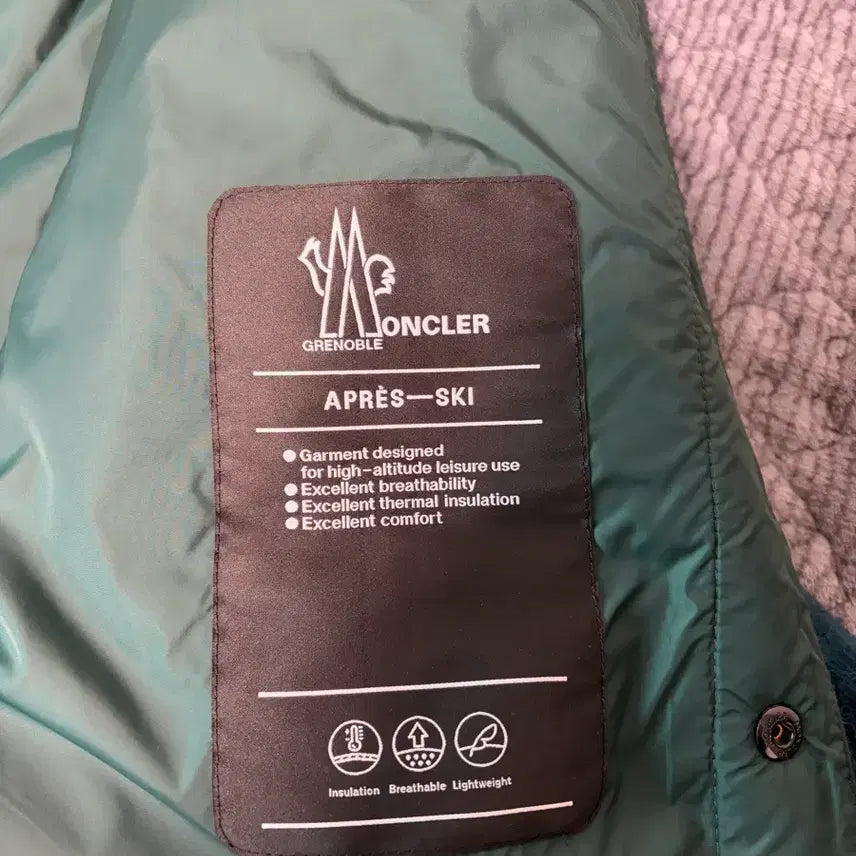 MONCLER
GRENOBLE
APRÈS—SKI
● Garment designed
for high-altitude leisure use
● Excellent breathability
● Excellent thermal insulation
● Excellent comfort
Insulation Breathable Lightweight